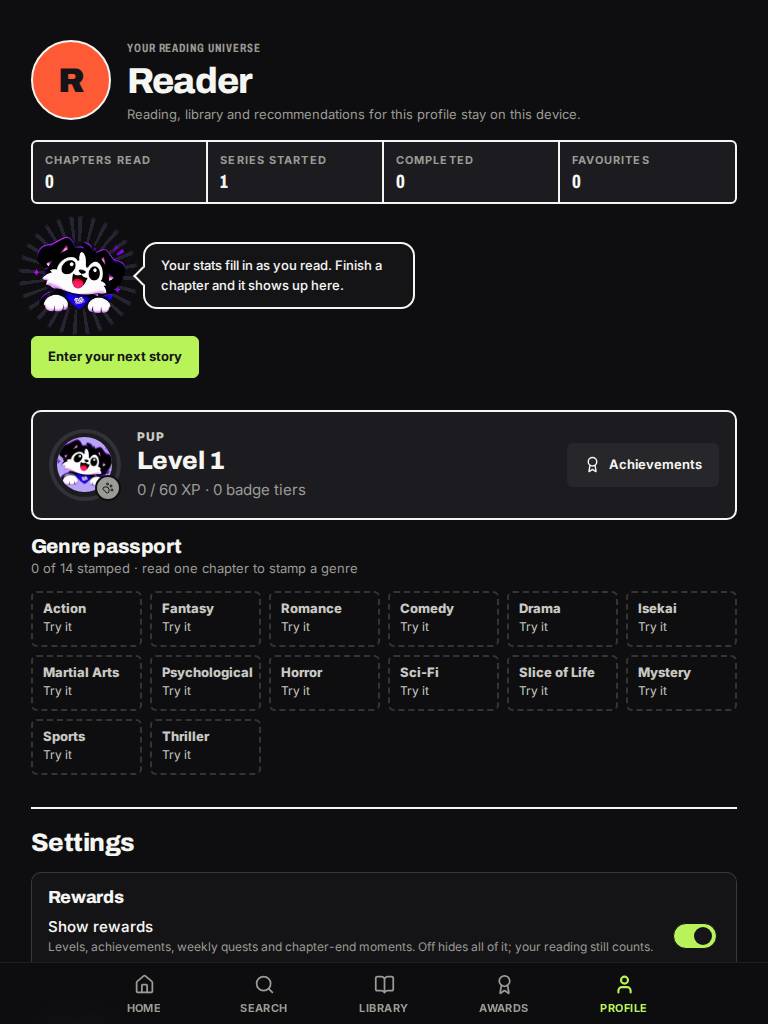 R
YOUR READING UNIVERSE
Reader
Reading, library and recommendations for this profile stay on this device.
CHAPTERS READ
0
SERIES STARTED
1
COMPLETED
0
FAVOURITES
0
Your stats fill in as you read. Finish a
chapter and it shows up here.
Enter your next story
PUP
Level 1
0 / 60 XP · 0 badge tiers
Achievements
Genre passport
0 of 14 stamped · read one chapter to stamp a genre
Action
Try it
Fantasy
Try it
Romance
Try it
Comedy
Try it
Drama
Try it
Isekai
Try it
Martial Arts
Try it
Psychological
Try it
Horror
Try it
Sci-Fi
Try it
Slice of Life
Try it
Mystery
Try it
Sports
Try it
Thriller
Try it
Settings
Rewards
Show rewards
Levels, achievements, weekly quests and chapter-end moments. Off hides all of it; your reading still counts.
HOME
SEARCH
LIBRARY
AWARDS
PROFILE